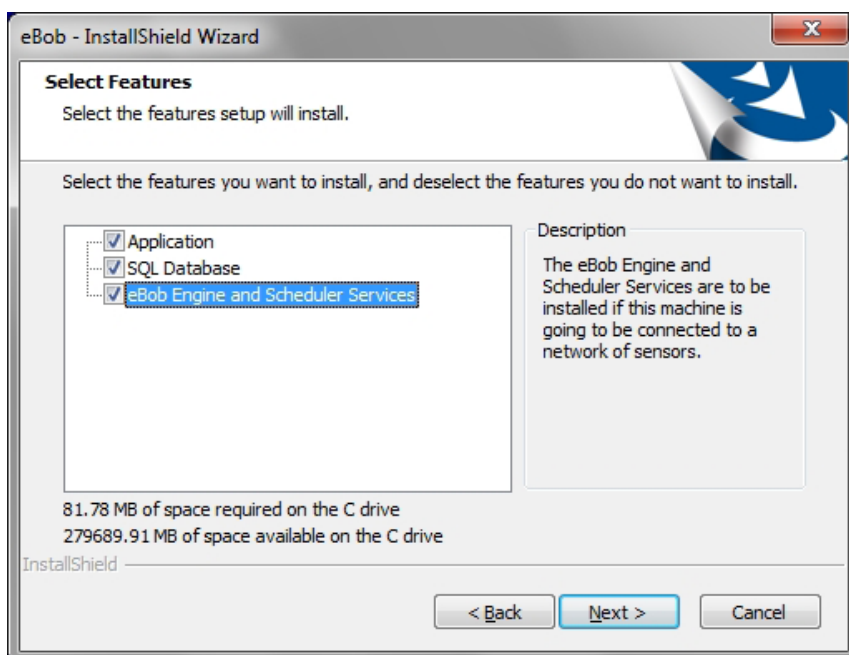 eBob - InstallShield Wizard
Select Features
Select the features setup will install.
Select the features you want to install, and deselect the features you do not want to install.
Application
SQL Database
eBob Engine and Scheduler Services
Description
The eBob Engine and
Scheduler Services are to be
installed if this machine is
going to be connected to a
network of sensors.
81.78 MB of space required on the C drive
279689.91 MB of space available on the C drive
InstallShield
< Back
Next >
Cancel